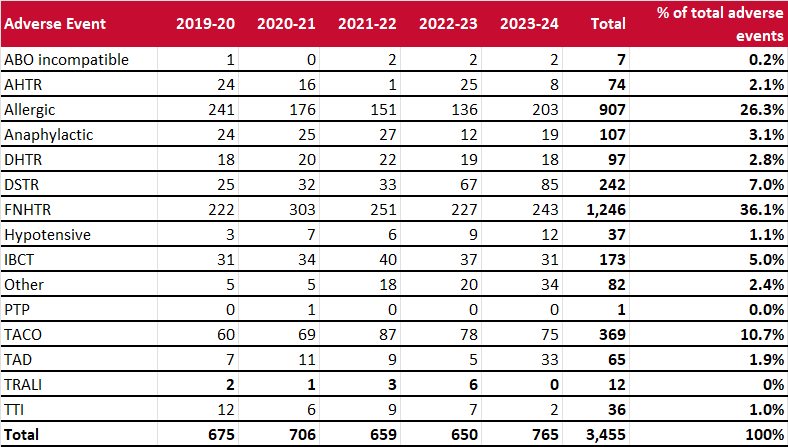 Adverse Event 2019-20 2020-21 2021-22 2022-23 2023-24 Total % of total adverse events
ABO incompatible 1 0 2 2 2 7 0.2%
AHTR 24 16 1 25 8 74 2.1%
Allergic 241 176 151 136 203 907 26.3%
Anaphylactic 24 25 27 12 19 107 3.1%
DHTR 18 20 22 19 18 97 2.8%
DSTR 25 32 33 67 85 242 7.0%
FNHTR 222 303 251 227 243 1,246 36.1%
Hypotensive 3 7 6 9 12 37 1.1%
IBCT 31 34 40 37 31 173 5.0%
Other 5 5 18 20 34 82 2.4%
PTP 0 1 0 0 0 1 0.0%
TACO 60 69 87 78 75 369 10.7%
TAD 7 11 9 5 33 65 1.9%
TRALI 2 1 3 6 0 12 0%
TTI 12 6 9 7 2 36 1.0%
Total 675 706 659 650 765 3,455 100%